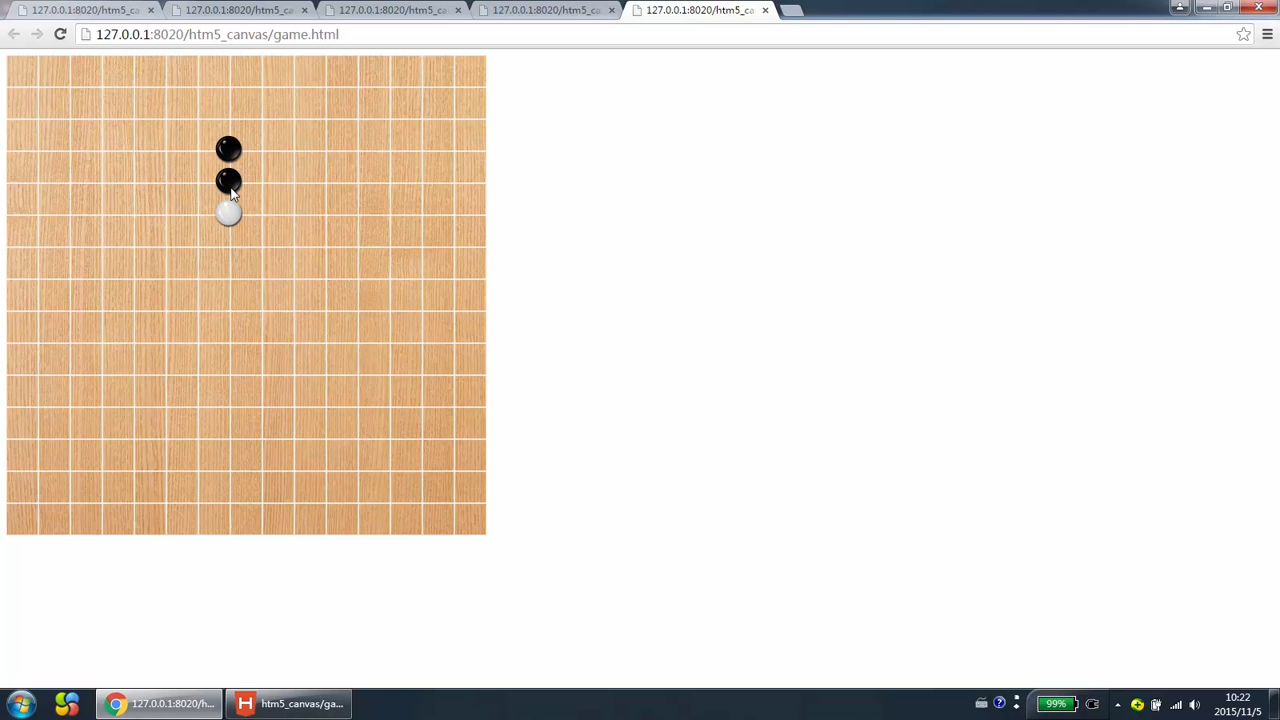 127.0.0.1:8020/htm5_ca
127.0.0.1:8020/htm5_ca
127.0.0.1:8020/htm5_ca
127.0.0.1:8020/htm5_ca
127.0.0.1:8020/htm5_ca
127.0.0.1:8020/htm5_canvas/game.html
127.0.0.1:8020/h...
H
htm5_canvas/ga...
99%
10:22
2015/11/5